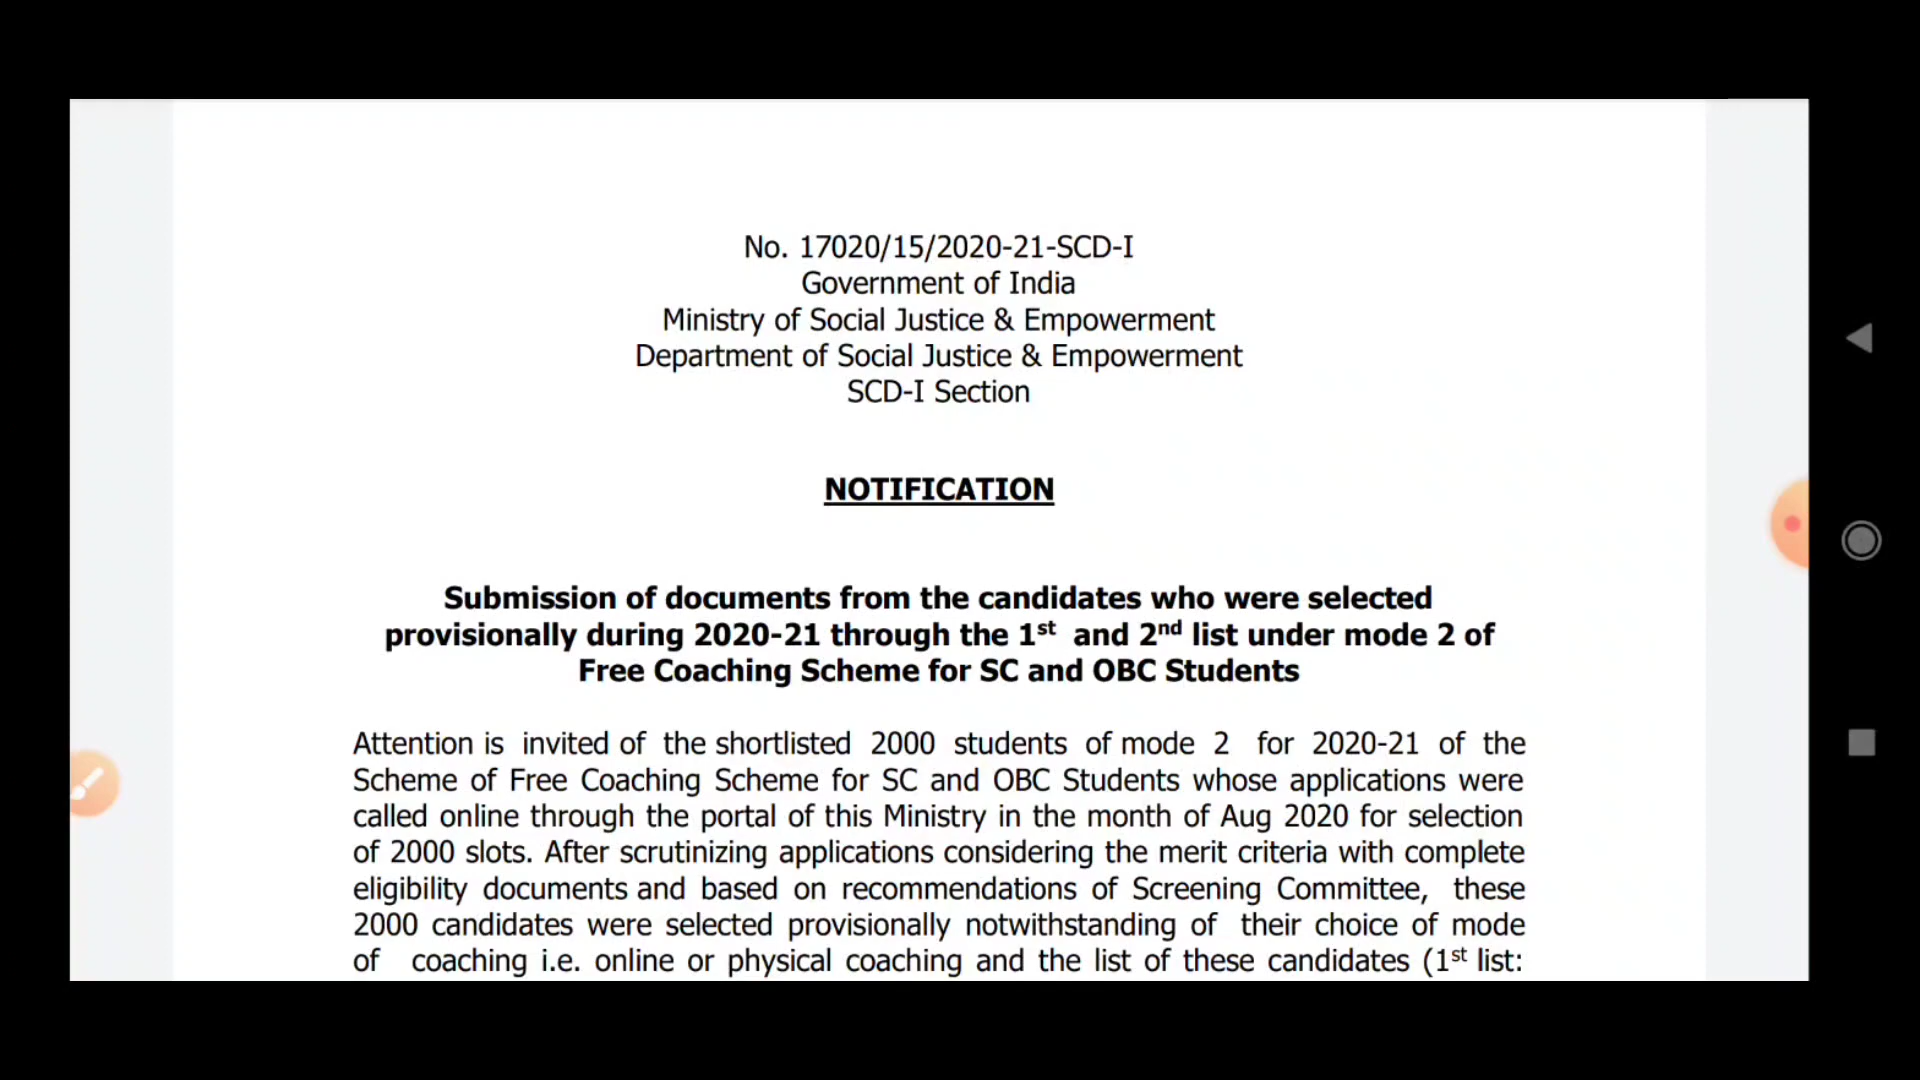 No. 17020/15/2020-21-SCD-I
Government of India
Ministry of Social Justice & Empowerment
Department of Social Justice & Empowerment
SCD-I Section
NOTIFICATION
Submission of documents from the candidates who were selected
provisionally during 2020-21 through the 1st and 2nd list under mode 2 of
Free Coaching Scheme for SC and OBC Students
Attention is invited of the shortlisted 2000 students of mode 2 for 2020-21 of the
Scheme of Free Coaching Scheme for SC and OBC Students whose applications were
called online through the portal of this Ministry in the month of Aug 2020 for selection
of 2000 slots. After scrutinizing applications considering the merit criteria with complete
eligibility documents and based on recommendations of Screening Committee, these
2000 candidates were selected provisionally notwithstanding of their choice of mode
of coaching i.e. online or physical coaching and the list of these candidates (1st list: